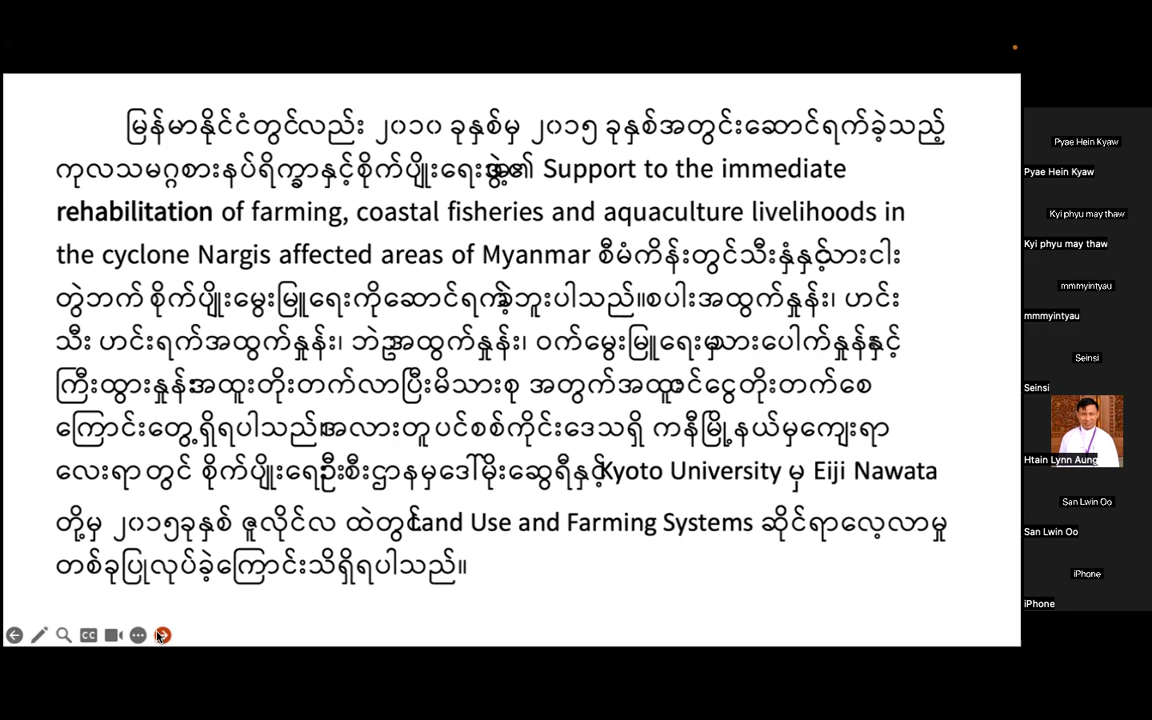 မြန်မာနိုင်ငံတွင်လည်း ၂၀၁၀ ခုနှစ်မှ ၂၀၁၅ ခုနှစ်အတွင်းဆောင်ရက်ခဲ့သည့်
ကုလသမဂ္ဂစားနပ်ရိက္ခာနှင့်စိုက်ပျိုးရေးအဖွဲ့၏ Support to the immediate
rehabilitation of farming, coastal fisheries and aquaculture livelihoods in
the cyclone Nargis affected areas of Myanmar စီမံကိန်းတွင်သီးနှံနှင့်သားငါး
တွဲဘက် စိုက်ပျိုးမွေးမြူရေးကိုဆောင်ရက်ခဲ့ဘူးပါသည်။စပါးအထွက်နှုန်း၊ ဟင်း
သီး ဟင်းရက်အထွက်နှုန်း၊ ဘဲဥအထွက်နှုန်း၊ ဝက်မွေးမြူရေးမှသားပေါက်နှုန်နှင့်
ကြီးထွားနှုန်းအထူးတိုးတက်လာပြီးမိသားစု အတွက်အထူးဝင်ငွေတိုးတက်စေ
ကြောင်းတွေ့ရှိရပါသည်။အလားတူပင်စစ်ကိုင်းဒေသရှိ ကနီမြို့နယ်မှကျေးရာ
လေးရာတွင် စိုက်ပျိုးရေးဦးစီးဌာနမှဒေါ်မိုးဆွေရီနှင့်Kyoto University မှ Eiji Nawata
တို့မှ ၂၀၁၅ခုနှစ် ဇူလိုင်လ ထဲတွင်Land Use and Farming Systems ဆိုင်ရာလေ့လာမှု
တစ်ခုပြုလုပ်ခဲ့ကြောင်းသိရှိရပါသည်။
CC
Pyae Hein Kyaw
Pyae Hein Kyaw
Kyi phyu may thaw
Kyi phyu may thaw
mmmyintyau
mmmyintyau
Seinsi
Seinsi
Htain Lynn Aung
San Lwin Oo
San Lwin Oo
iPhone
iPhone